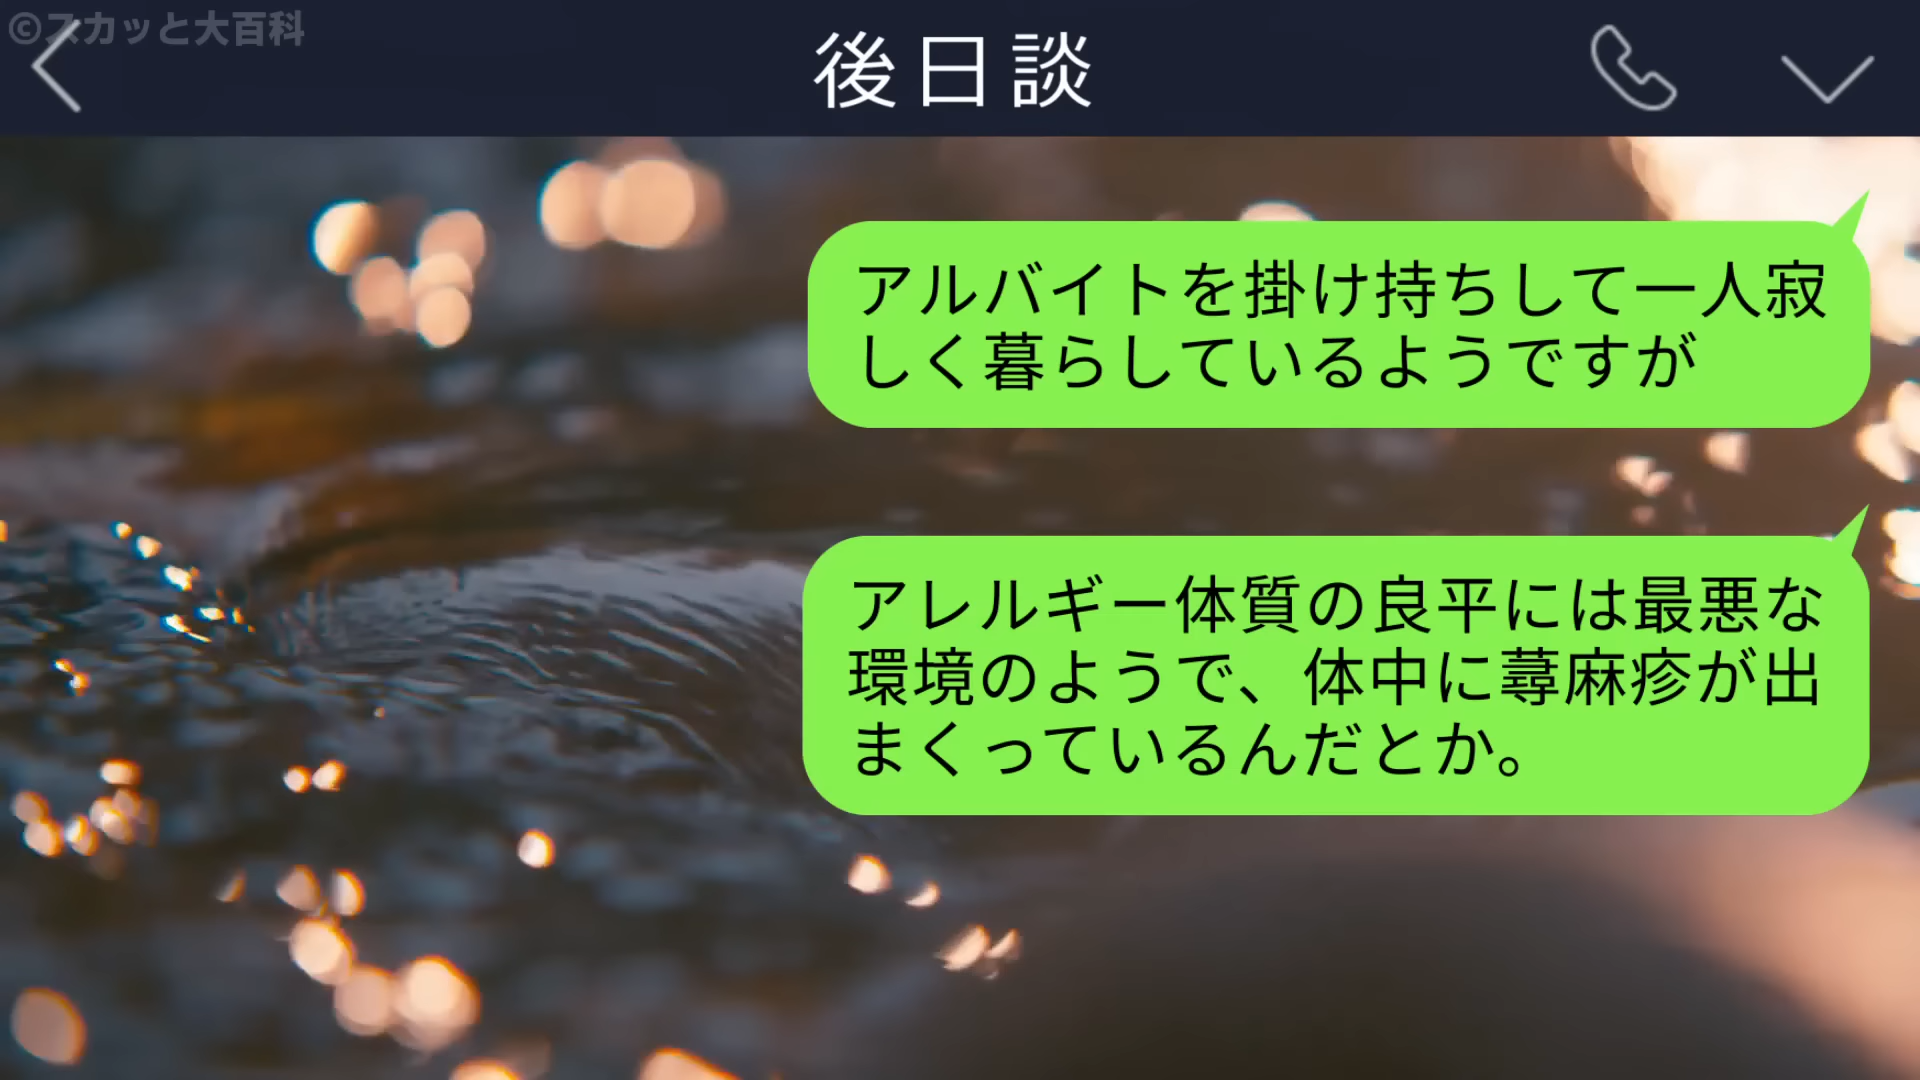 ©スカッと大百科
後日談
アルバイトを掛け持ちして一人寂
しく暮らしているようですが
アレルギー体質の良平には最悪な
環境のようで、体中に蕁麻疹が出
まくっているんだとか。